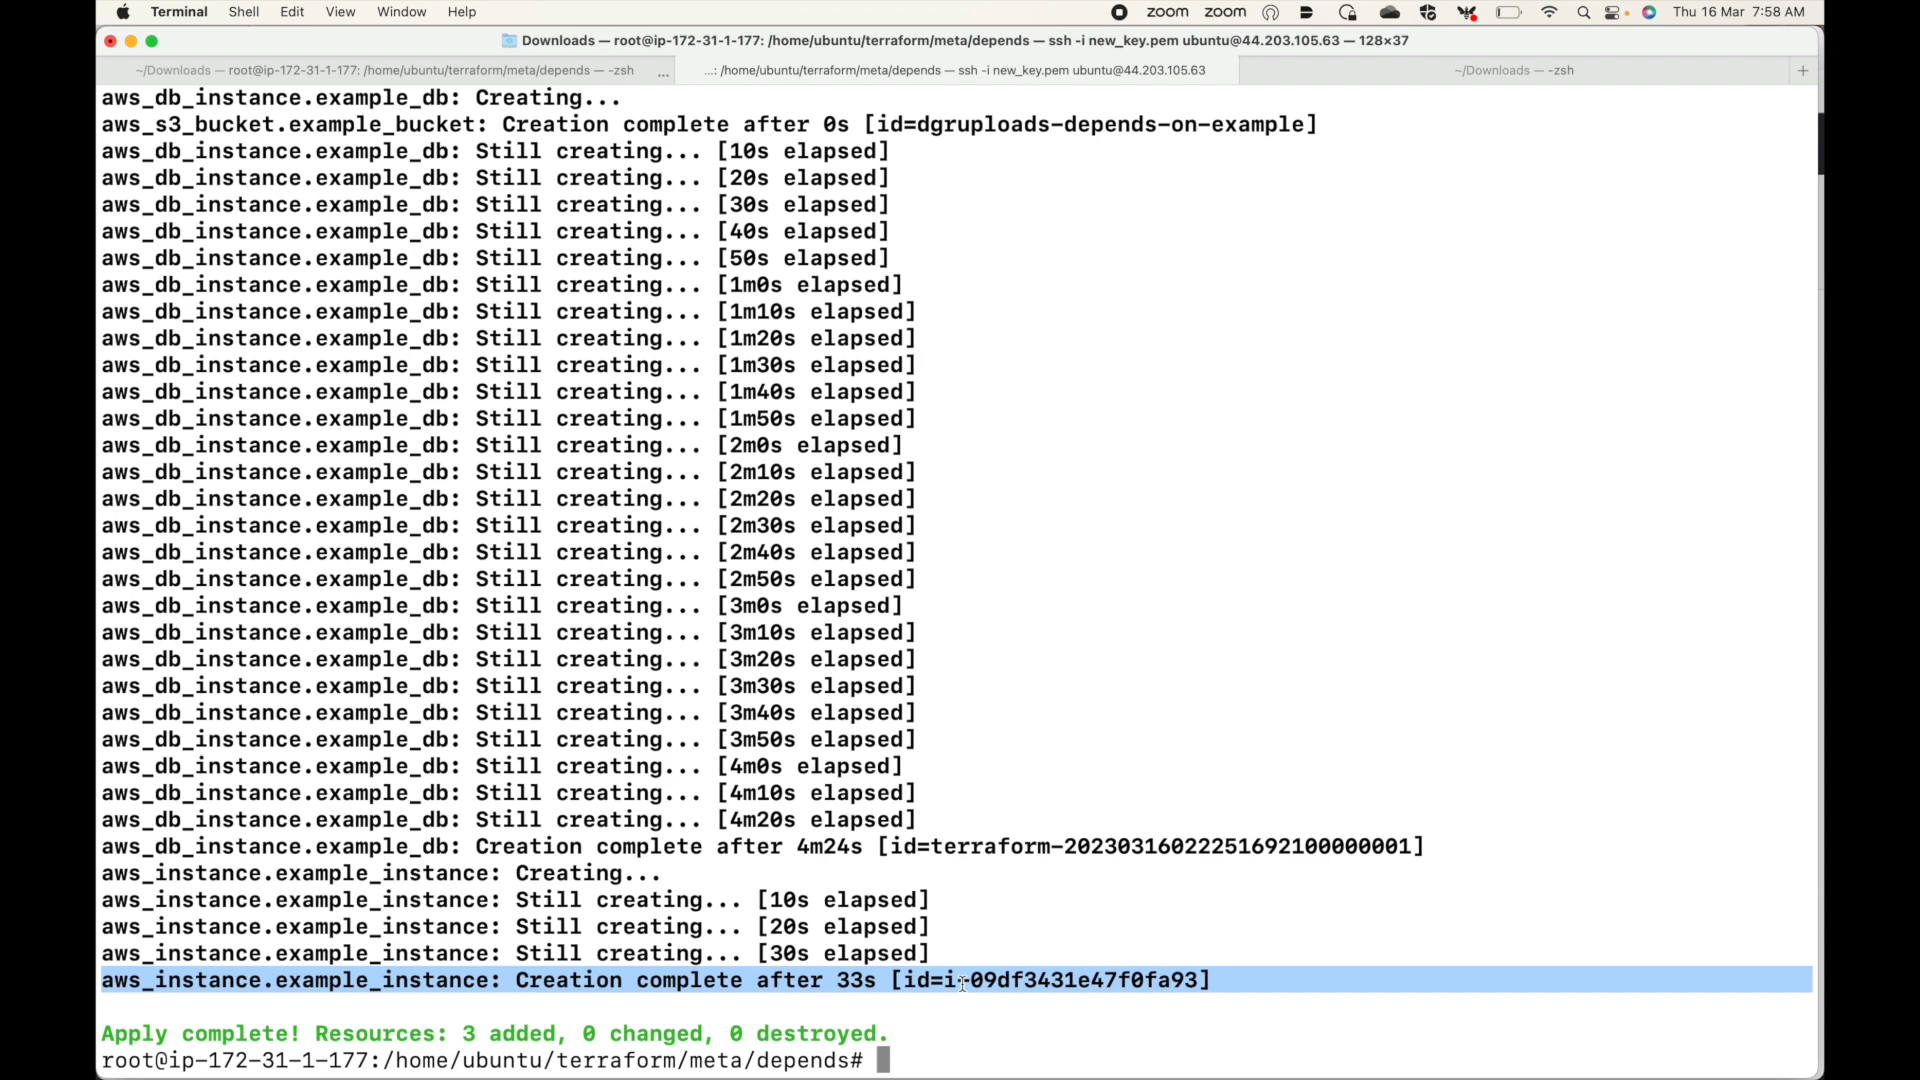 Terminal Shell Edit View Window Help zoom zoom Thu 16 Mar 7:58 AM
Downloads — root@ip-172-31-1-177: /home/ubuntu/terraform/meta/depends — ssh -i new_key.pem ubuntu@44.203.105.63 — 128×37
~/Downloads — root@ip-172-31-1-177: /home/ubuntu/terraform/meta/depends — -zsh ... ...: /home/ubuntu/terraform/meta/depends — ssh -i new_key.pem ubuntu@44.203.105.63 ~/Downloads — -zsh +
aws_db_instance.example_db: Creating...
aws_s3_bucket.example_bucket: Creation complete after 0s [id=dgruploads-depends-on-example]
aws_db_instance.example_db: Still creating... [10s elapsed]
aws_db_instance.example_db: Still creating... [20s elapsed]
aws_db_instance.example_db: Still creating... [30s elapsed]
aws_db_instance.example_db: Still creating... [40s elapsed]
aws_db_instance.example_db: Still creating... [50s elapsed]
aws_db_instance.example_db: Still creating... [1m0s elapsed]
aws_db_instance.example_db: Still creating... [1m10s elapsed]
aws_db_instance.example_db: Still creating... [1m20s elapsed]
aws_db_instance.example_db: Still creating... [1m30s elapsed]
aws_db_instance.example_db: Still creating... [1m40s elapsed]
aws_db_instance.example_db: Still creating... [1m50s elapsed]
aws_db_instance.example_db: Still creating... [2m0s elapsed]
aws_db_instance.example_db: Still creating... [2m10s elapsed]
aws_db_instance.example_db: Still creating... [2m20s elapsed]
aws_db_instance.example_db: Still creating... [2m30s elapsed]
aws_db_instance.example_db: Still creating... [2m40s elapsed]
aws_db_instance.example_db: Still creating... [2m50s elapsed]
aws_db_instance.example_db: Still creating... [3m0s elapsed]
aws_db_instance.example_db: Still creating... [3m10s elapsed]
aws_db_instance.example_db: Still creating... [3m20s elapsed]
aws_db_instance.example_db: Still creating... [3m30s elapsed]
aws_db_instance.example_db: Still creating... [3m40s elapsed]
aws_db_instance.example_db: Still creating... [3m50s elapsed]
aws_db_instance.example_db: Still creating... [4m0s elapsed]
aws_db_instance.example_db: Still creating... [4m10s elapsed]
aws_db_instance.example_db: Still creating... [4m20s elapsed]
aws_db_instance.example_db: Creation complete after 4m24s [id=terraform-20230316022251692100000001]
aws_instance.example_instance: Creating...
aws_instance.example_instance: Still creating... [10s elapsed]
aws_instance.example_instance: Still creating... [20s elapsed]
aws_instance.example_instance: Still creating... [30s elapsed]
aws_instance.example_instance: Creation complete after 33s [id=i-09df3431e47f0fa93]
Apply complete! Resources: 3 added, 0 changed, 0 destroyed.
root@ip-172-31-1-177:/home/ubuntu/terraform/meta/depends#